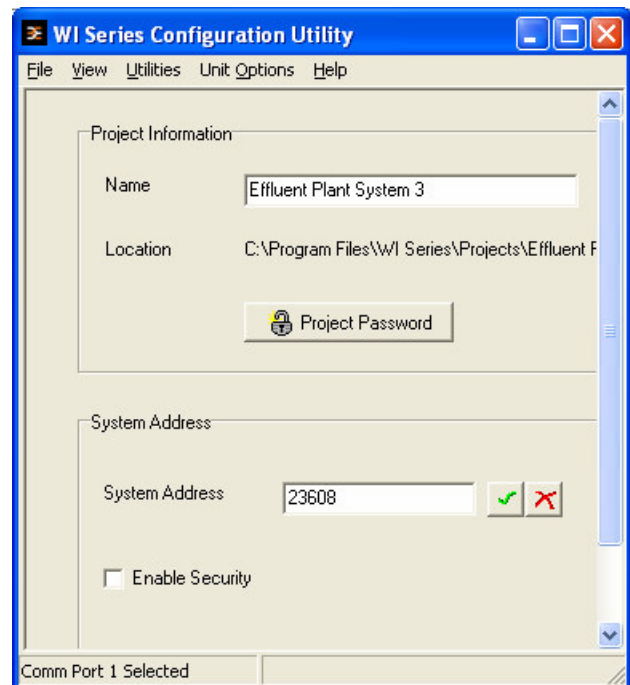 WI Series Configuration Utility
File View Utilities Unit Options Help
Project Information
Name Effluent Plant System 3
Location C:\Program Files\WI Series\Projects\Effluent
Project Password
System Address
System Address 23608
Enable Security
Comm Port 1 Selected